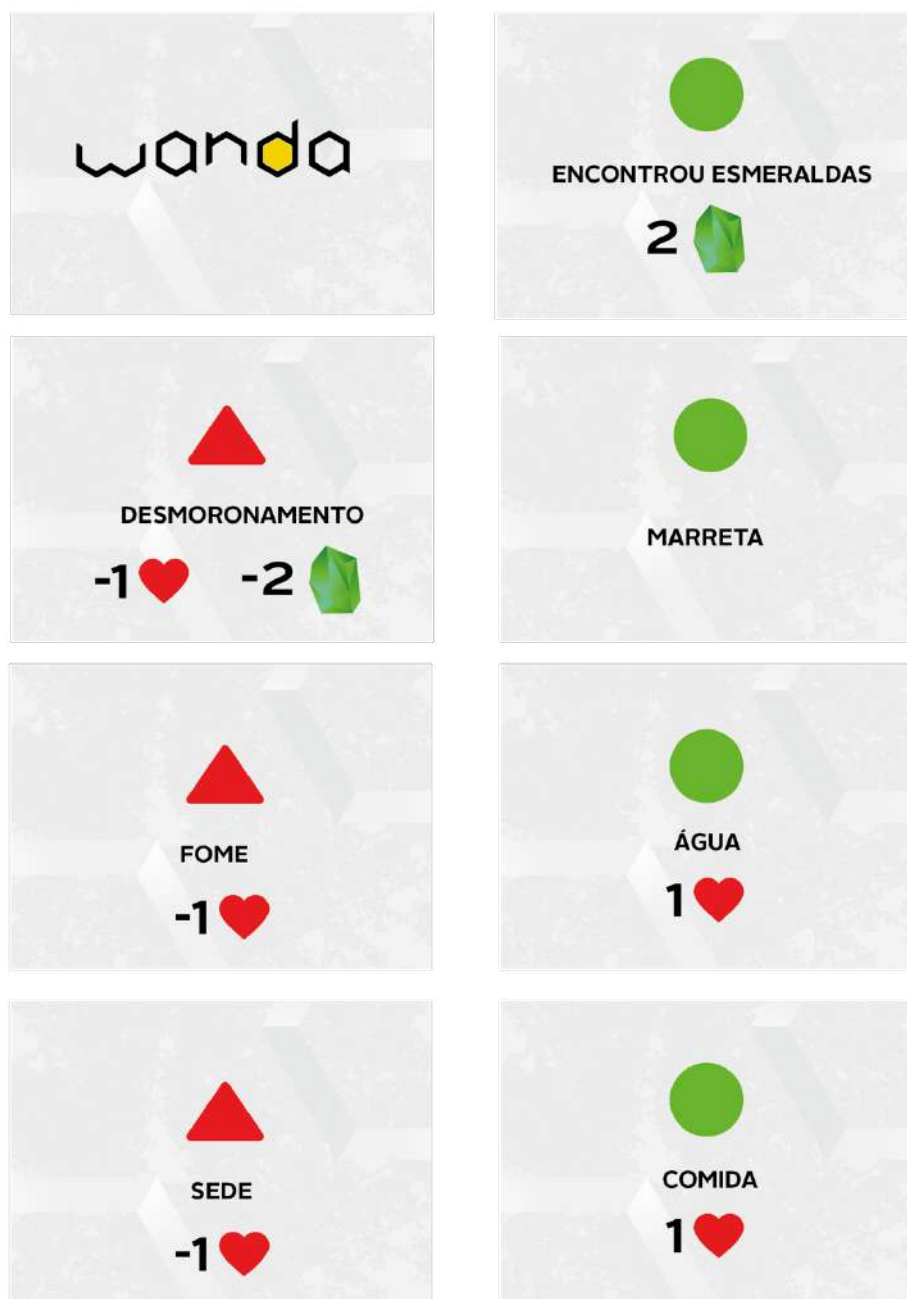 wanda
ENCONTROU ESMERALDAS
2
DESMORONAMENTO
-1 -2
MARRETA
FOME
-1
ÁGUA
1
SEDE
-1
COMIDA
1